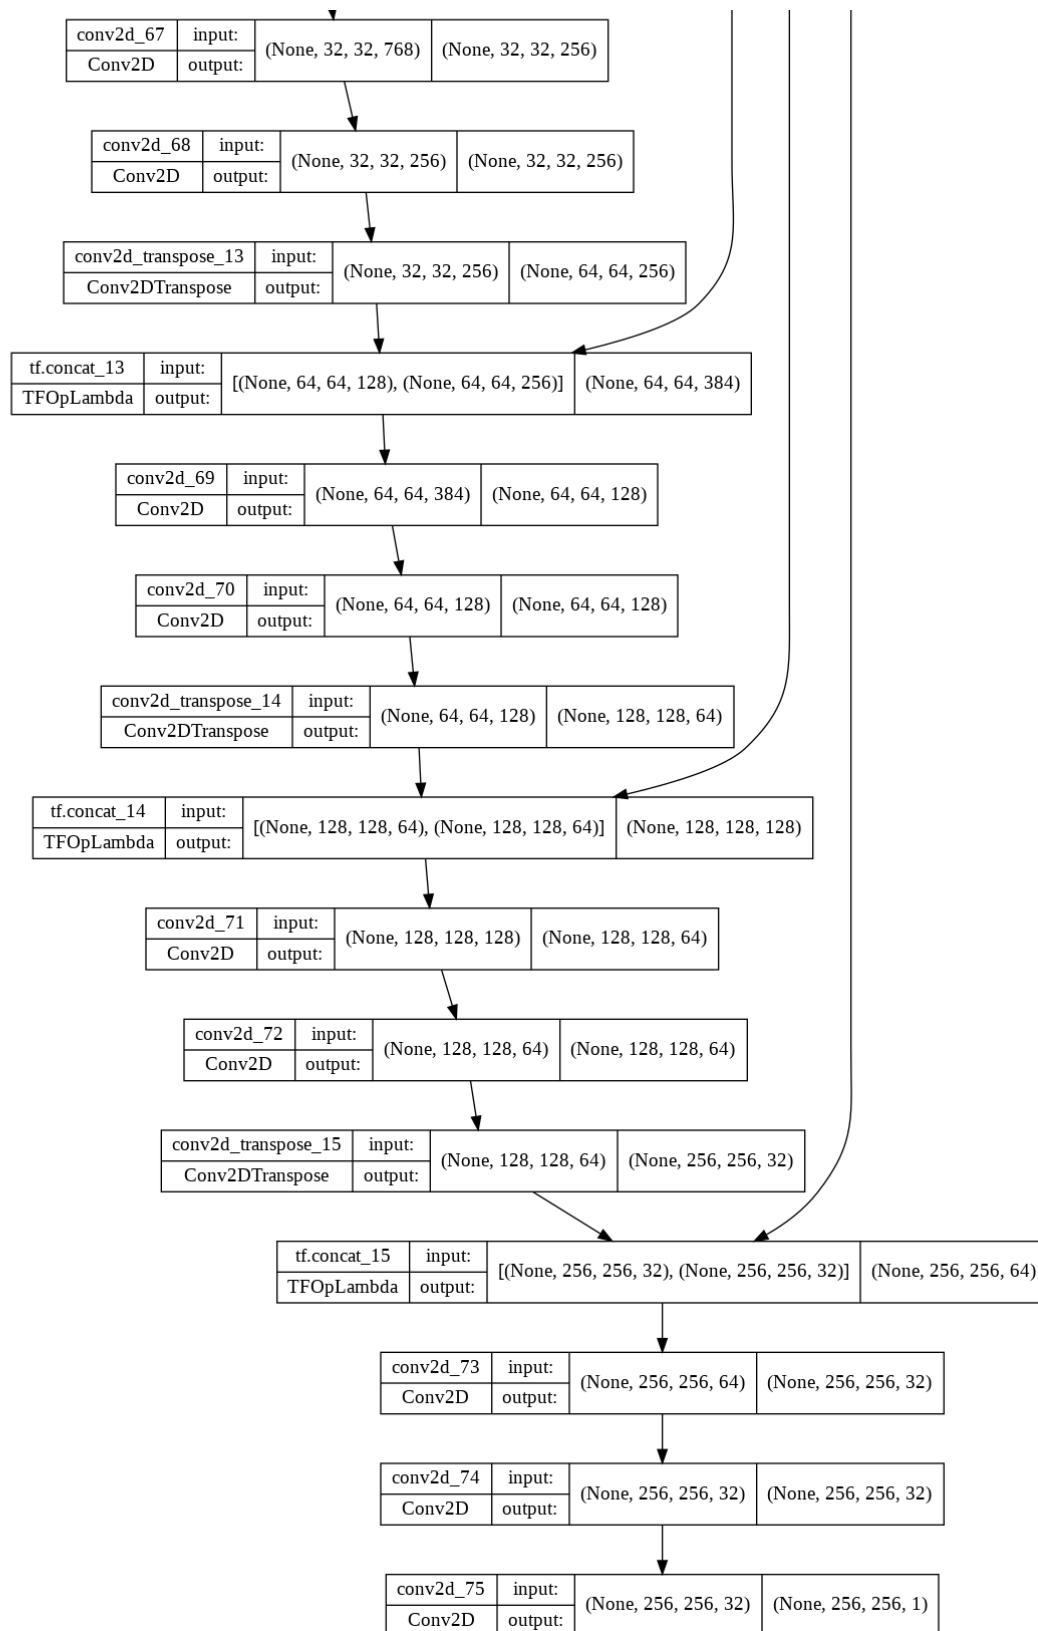 conv2d_67 input: (None, 32, 32, 768) (None, 32, 32, 256)
Conv2D output:
conv2d_68 input: (None, 32, 32, 256) (None, 32, 32, 256)
Conv2D output:
conv2d_transpose_13 input: (None, 32, 32, 256) (None, 64, 64, 256)
Conv2DTranspose output:
tf.concat_13 input: [(None, 64, 64, 128), (None, 64, 64, 256)] (None, 64, 64, 384)
TFOpLambda output:
conv2d_69 input: (None, 64, 64, 384) (None, 64, 64, 128)
Conv2D output:
conv2d_70 input: (None, 64, 64, 128) (None, 64, 64, 128)
Conv2D output:
conv2d_transpose_14 input: (None, 64, 64, 128) (None, 128, 128, 64)
Conv2DTranspose output:
tf.concat_14 input: [(None, 128, 128, 64), (None, 128, 128, 64)] (None, 128, 128, 128)
TFOpLambda output:
conv2d_71 input: (None, 128, 128, 128) (None, 128, 128, 64)
Conv2D output:
conv2d_72 input: (None, 128, 128, 64) (None, 128, 128, 64)
Conv2D output:
conv2d_transpose_15 input: (None, 128, 128, 64) (None, 256, 256, 32)
Conv2DTranspose output:
tf.concat_15 input: [(None, 256, 256, 32), (None, 256, 256, 32)] (None, 256, 256, 64)
TFOpLambda output:
conv2d_73 input: (None, 256, 256, 64) (None, 256, 256, 32)
Conv2D output:
conv2d_74 input: (None, 256, 256, 32) (None, 256, 256, 32)
Conv2D output:
conv2d_75 input: (None, 256, 256, 32) (None, 256, 256, 1)
Conv2D output: